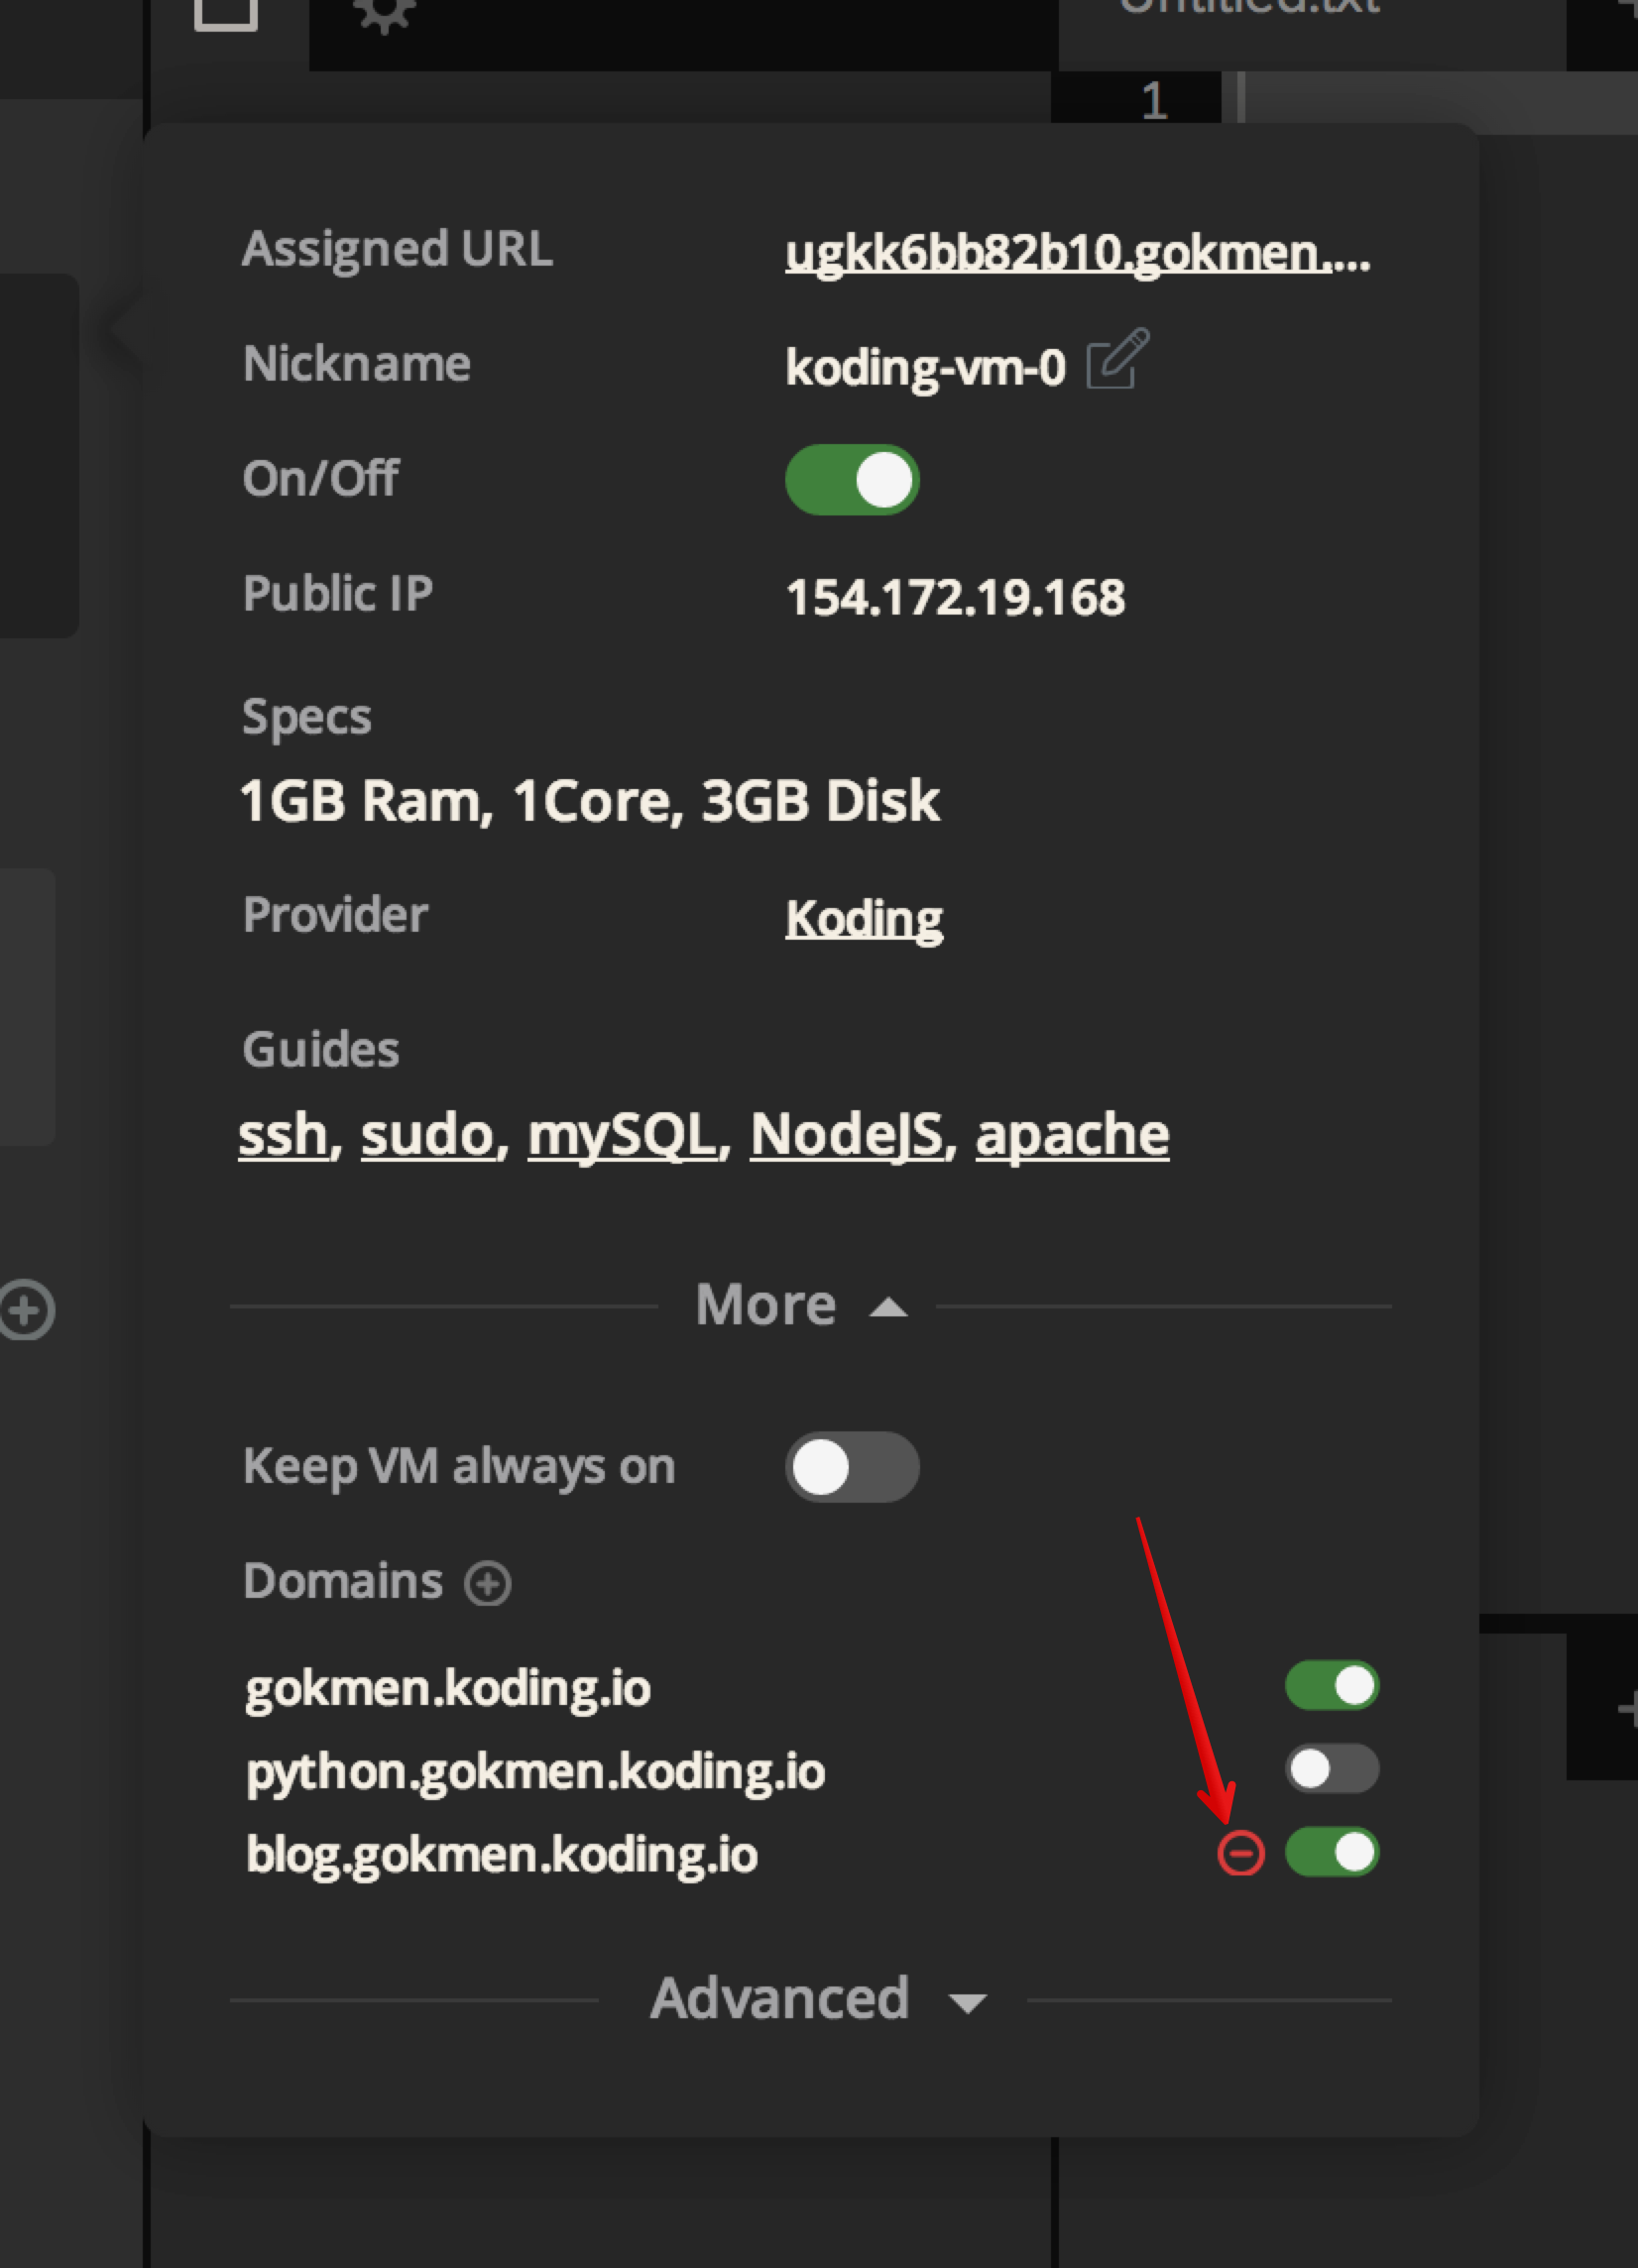 Untitled.txt
1
Assigned URL ugkk6bb82b10.gokmen....
Nickname koding-vm-0
On/Off
Public IP 154.172.19.168
Specs
1GB Ram, 1Core, 3GB Disk
Provider Koding
Guides
ssh, sudo, mySQL, NodeJS, apache
More
Keep VM always on
Domains
gokmen.koding.io
python.gokmen.koding.io
blog.gokmen.koding.io
Advanced